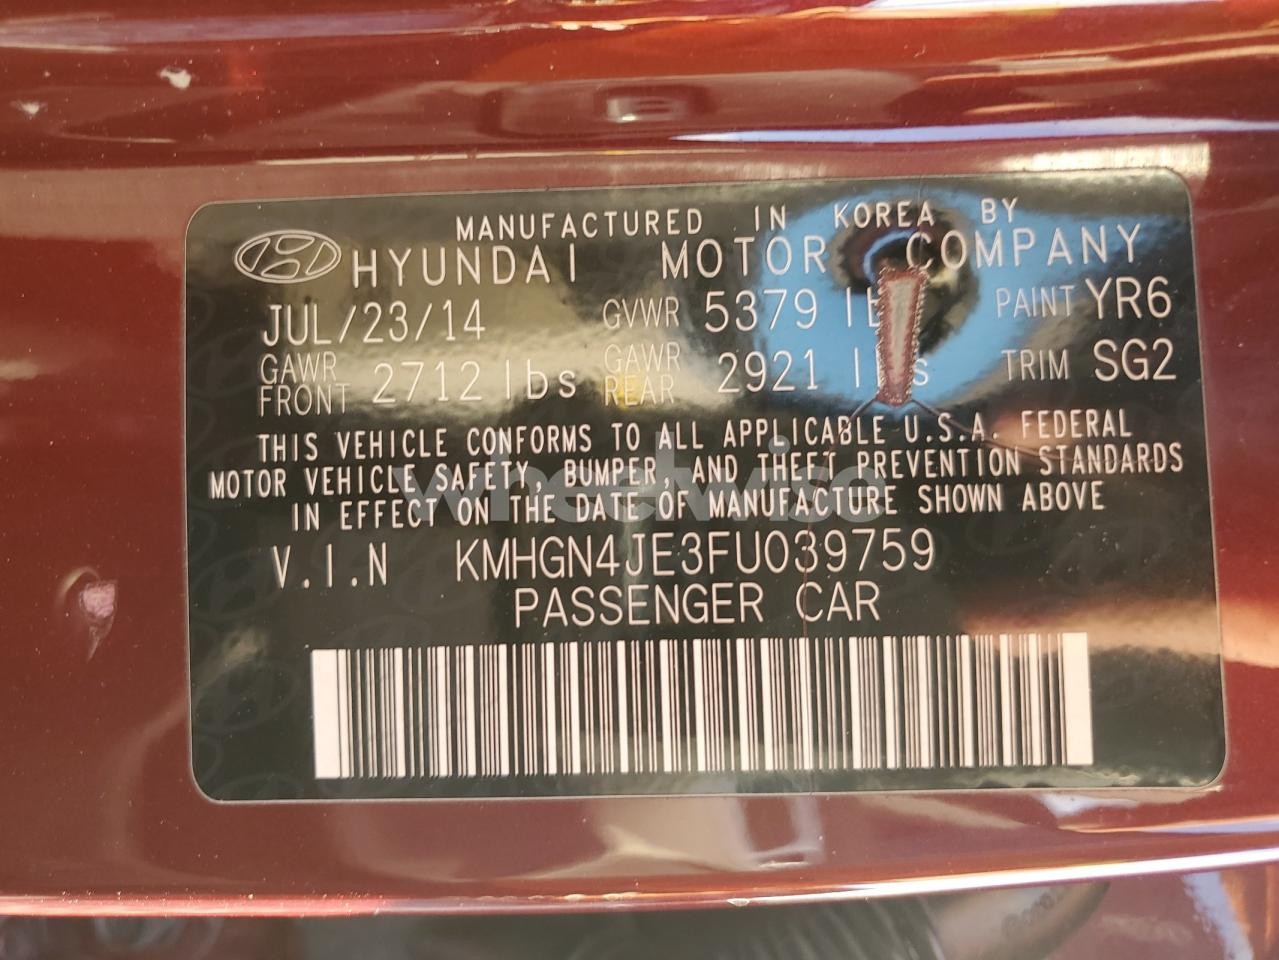 MANUFACTURED IN KOREA BY
HYUNDAI MOTOR COMPANY
JUL/23/14 GVWR 5379 PAINT YR6
GAWR FRONT 2712 lbs GAWR REAR 2921 TRIM SG2
THIS VEHICLE CONFORMS TO ALL APPLICABLE U.S.A. FEDERAL
MOTOR VEHICLE SAFETY, BUMPER, AND THEFT PREVENTION STANDARDS
IN EFFECT ON THE DATE OF MANUFACTURE SHOWN ABOVE
wheelwise
V.I.N KMHGN4JE3FU039759
PASSENGER CAR